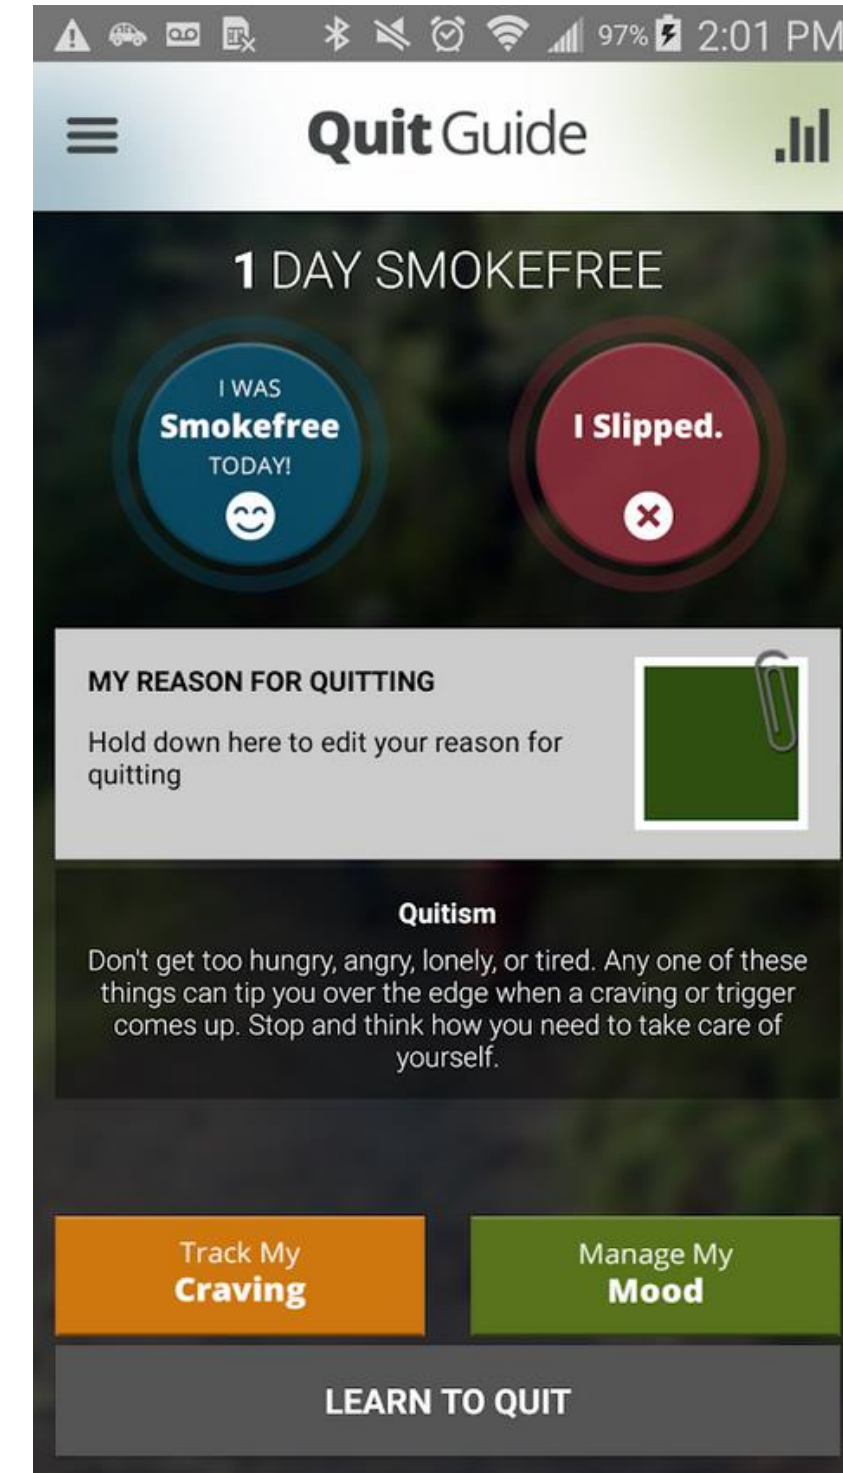 97% 2:01 PM
Quit Guide
1 DAY SMOKEFREE
I WAS
Smokefree
TODAY!
I Slipped.
MY REASON FOR QUITTING
Hold down here to edit your reason for
quitting
Quitism
Don't get too hungry, angry, lonely, or tired. Any one of these
things can tip you over the edge when a craving or trigger
comes up. Stop and think how you need to take care of
yourself.
Track My
Craving
Manage My
Mood
LEARN TO QUIT